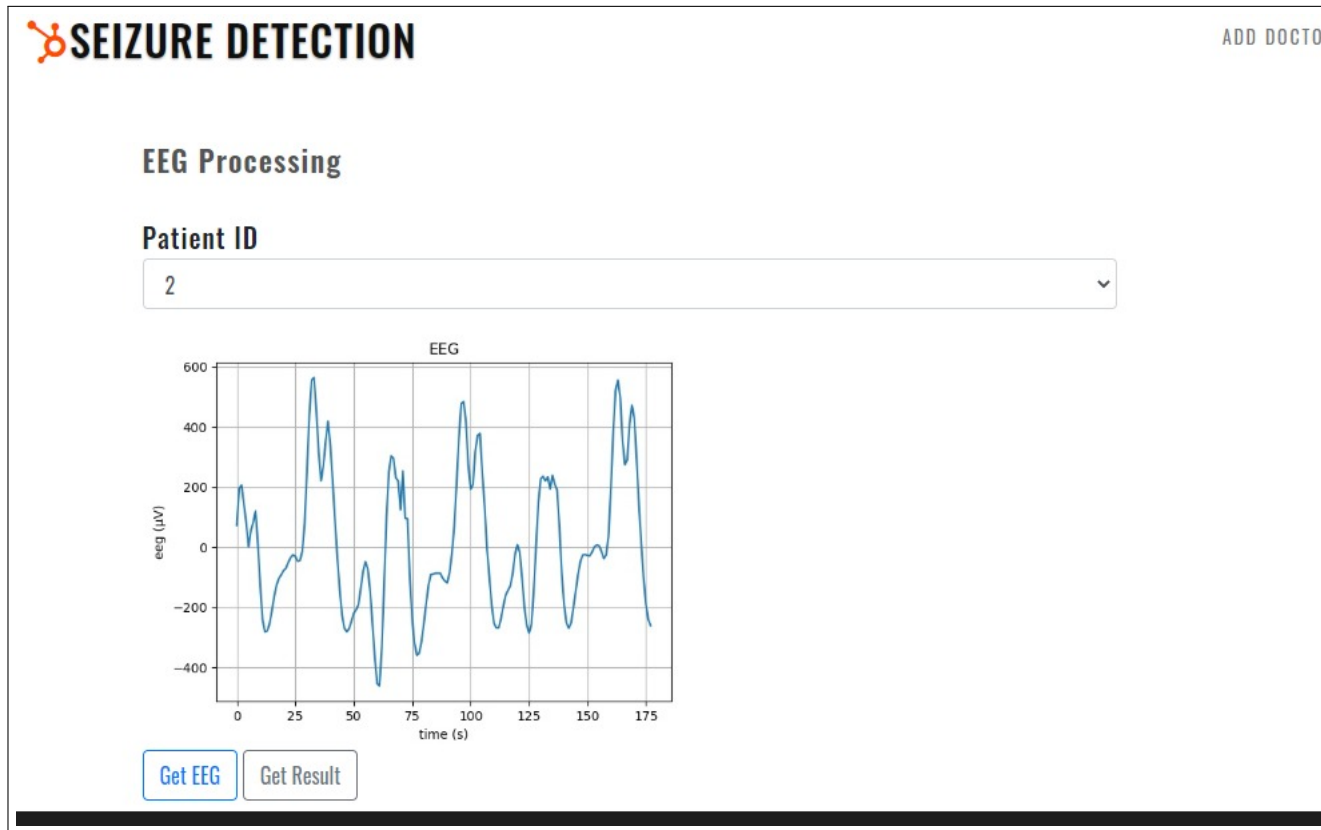 SEIZURE DETECTION
ADD DOCTO
EEG Processing
Patient ID
2
EEG
600
400
200
0
−200
−400
eeg (µV)
0 25 50 75 100 125 150 175
time (s)
Get EEG Get Result